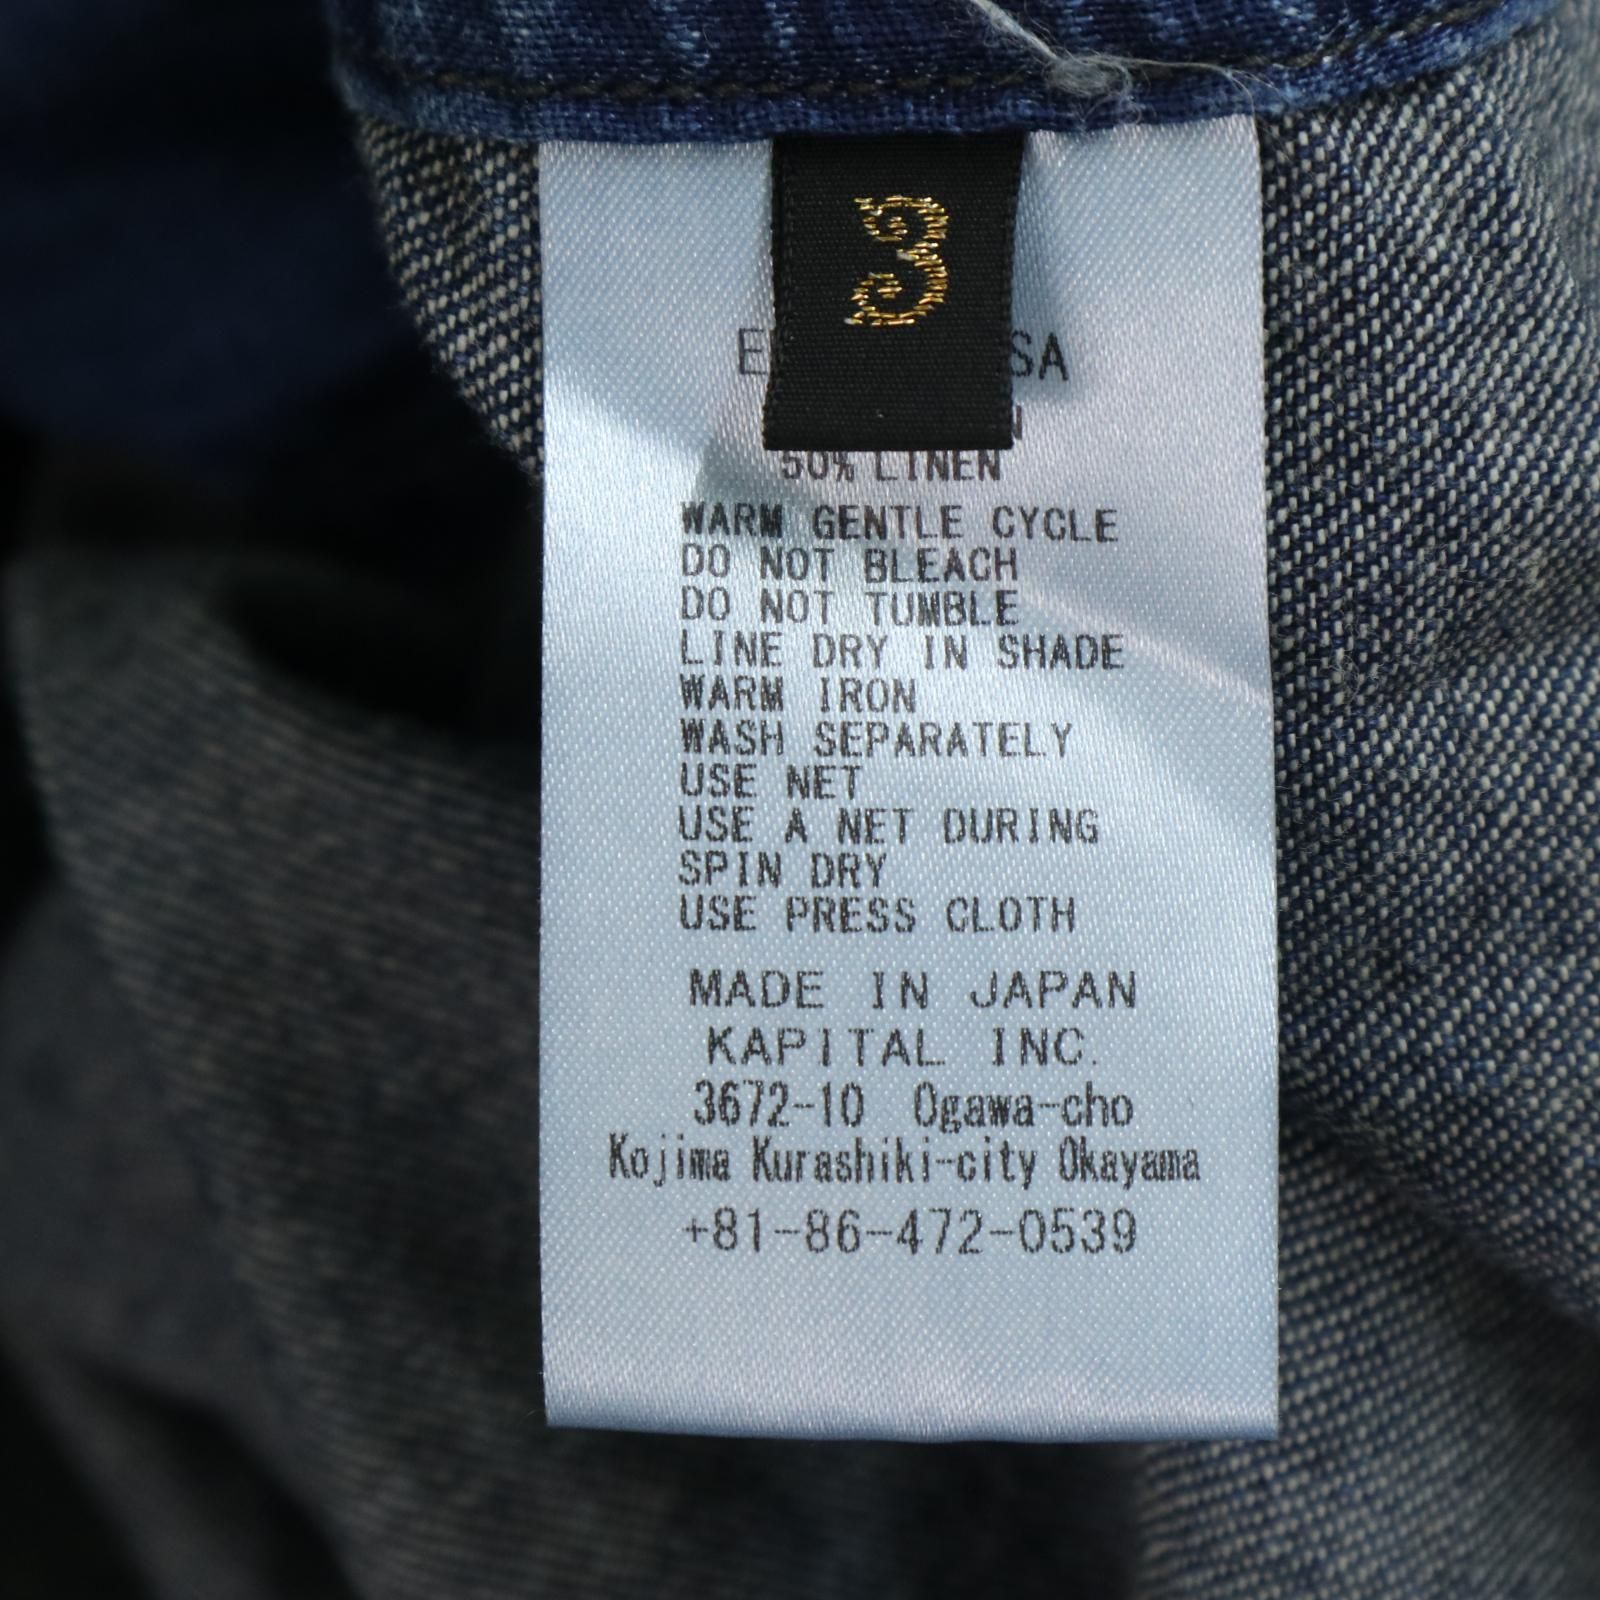 3
50% LINEN
WARM GENTLE CYCLE
DO NOT BLEACH
DO NOT TUMBLE
LINE DRY IN SHADE
WARM IRON
WASH SEPARATELY
USE NET
USE A NET DURING
SPIN DRY
USE PRESS CLOTH
MADE IN JAPAN
KAPITAL INC.
3672-10 Ogawa-cho
Kojima Kurashiki-city Okayama
+81-86-472-0539